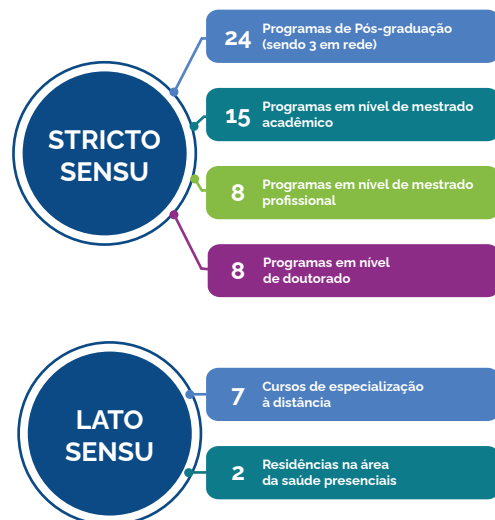 STRICTO
SENSU
24
Programas de Pós-graduação
(sendo 3 em rede)
15
Programas em nível de mestrado
acadêmico
8
Programas em nível de mestrado
profissional
8
Programas em nível
de doutorado
LATO
SENSU
7
Cursos de especialização
à distância
2
Residências na área
da saúde presenciais